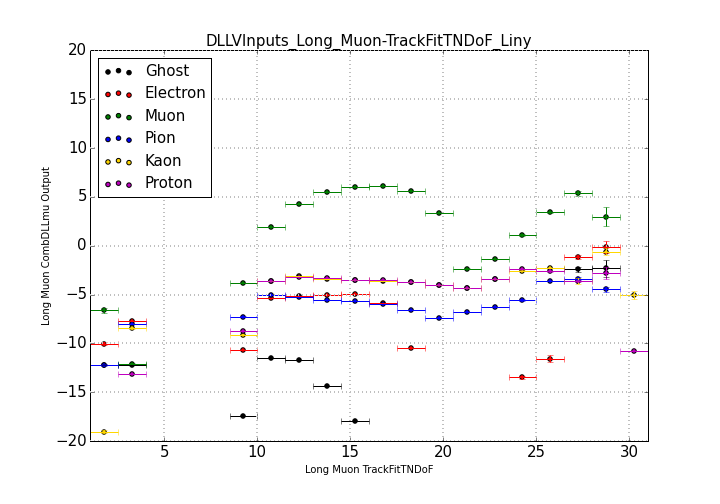 DLLVInputs_Long_Muon-TrackFitTNDoF_Liny
20
15
10
5
0
−5
−10
−15
−20
Ghost
Electron
Muon
Pion
Kaon
Proton
Long Muon CombDLLmu Output
5
10
15
20
25
30
Long Muon TrackFitTNDoF